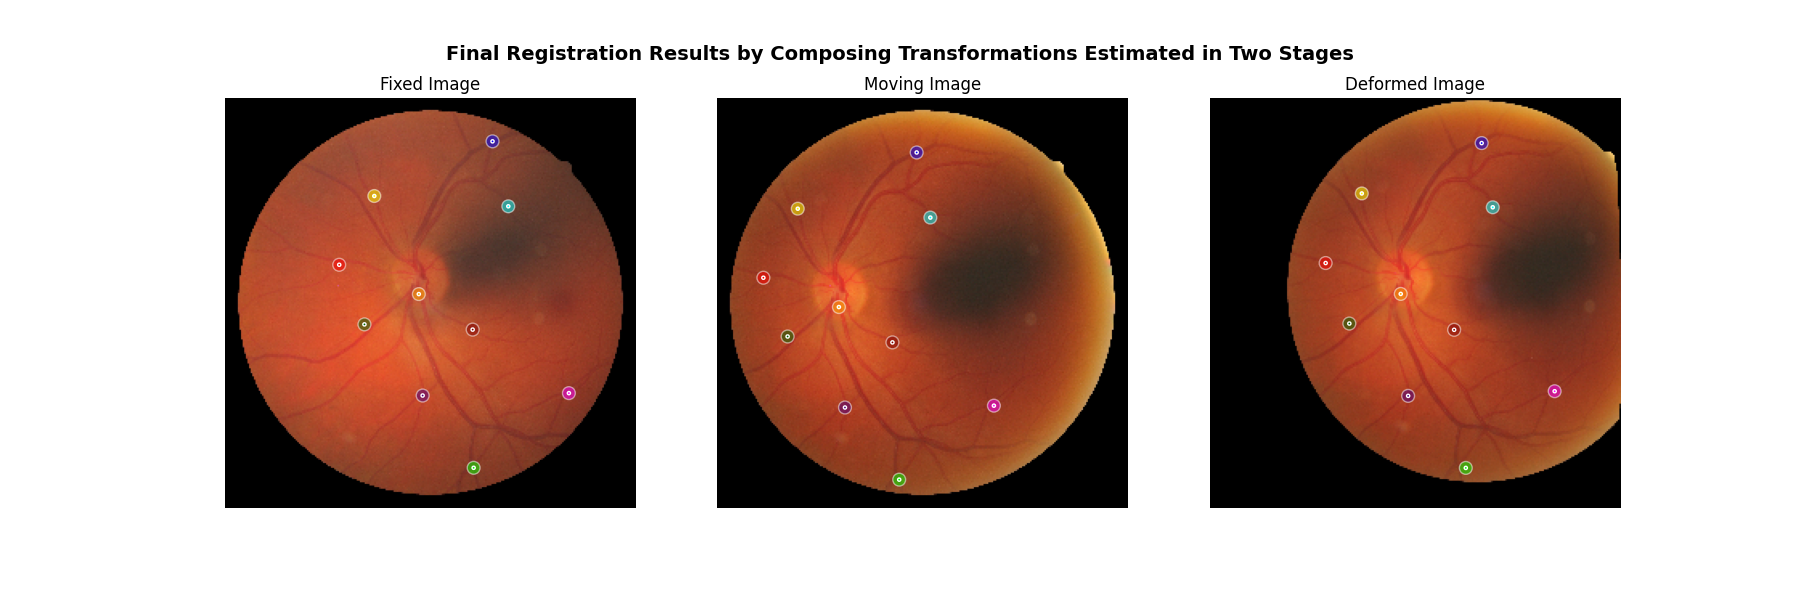 Final Registration Results by Composing Transformations Estimated in Two Stages
Fixed Image
Moving Image
Deformed Image